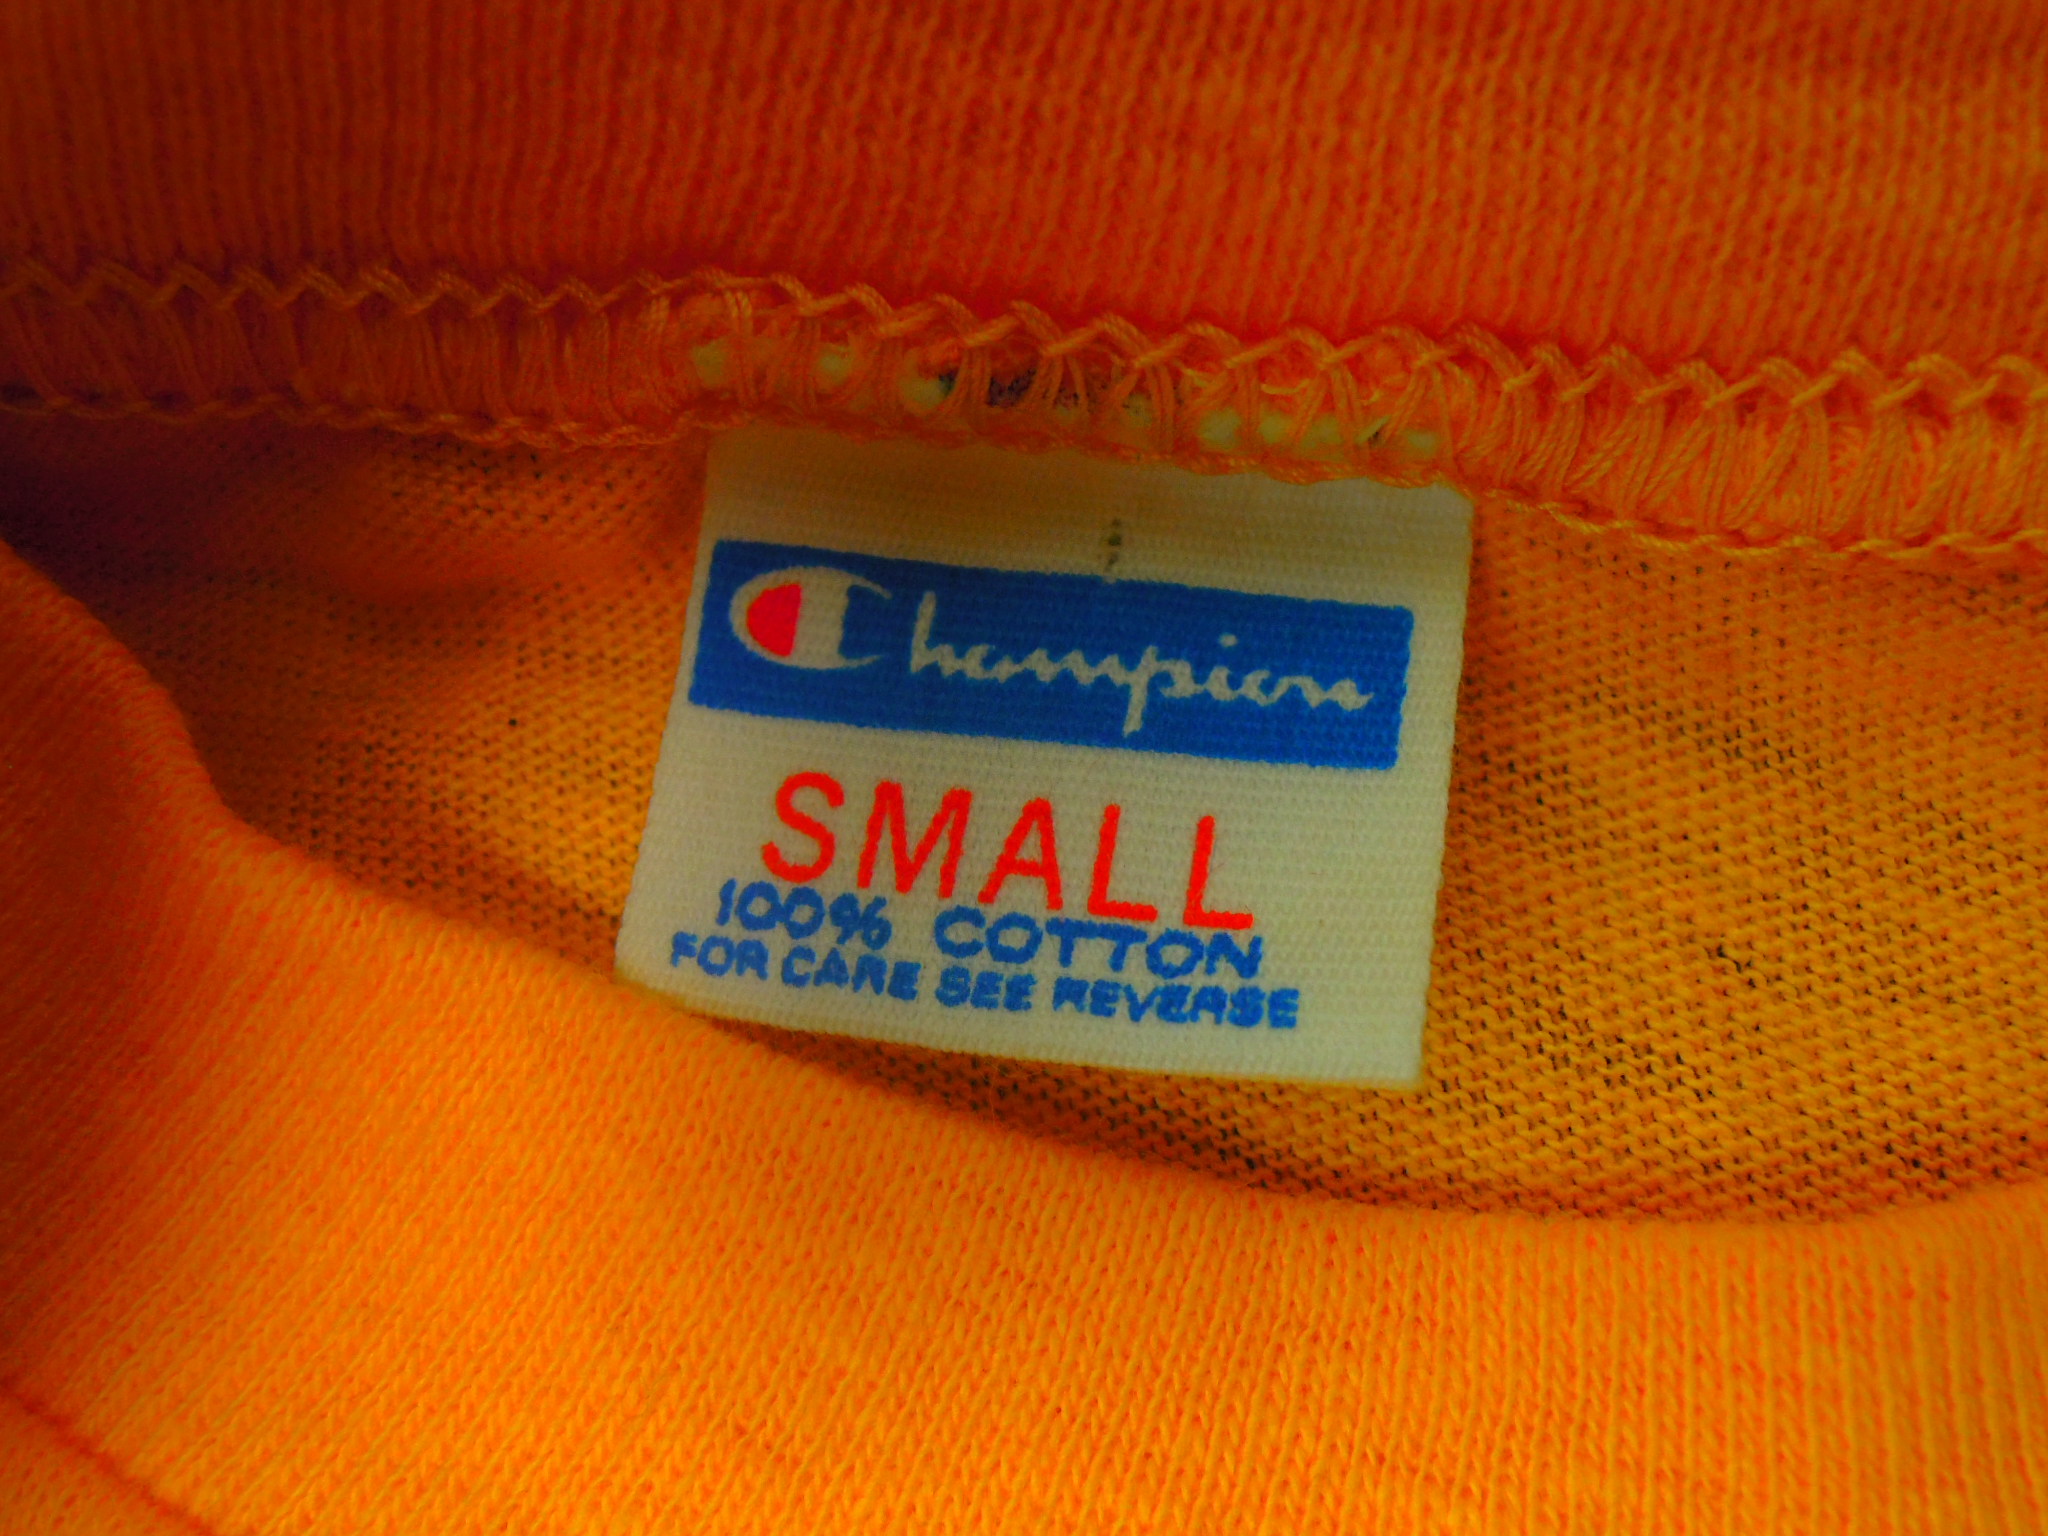 Champion
SMALL
100% COTTON
FOR CARE SEE REVERSE